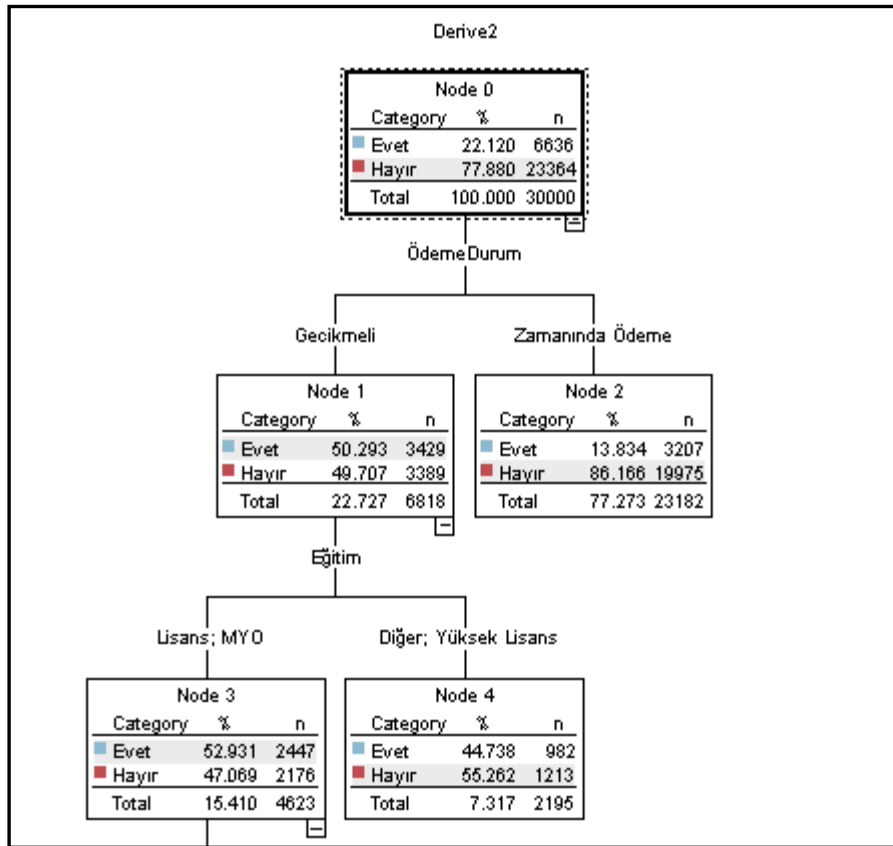 Derive2
Node 0
Category % n
Evet 22.120 6636
Hayır 77.880 23364
Total 100.000 30000
ÖdemeDurum
Gecikmeli
Zamanında Ödeme
Node 1
Category % n
Evet 50.293 3429
Hayır 49.707 3389
Total 22.727 6818
Node 2
Category % n
Evet 13.834 3207
Hayır 86.166 19975
Total 77.273 23182
Eğitim
Lisans; MYO
Diğer; Yüksek Lisans
Node 3
Category % n
Evet 52.931 2447
Hayır 47.069 2176
Total 15.410 4623
Node 4
Category % n
Evet 44.738 982
Hayır 55.262 1213
Total 7.317 2195